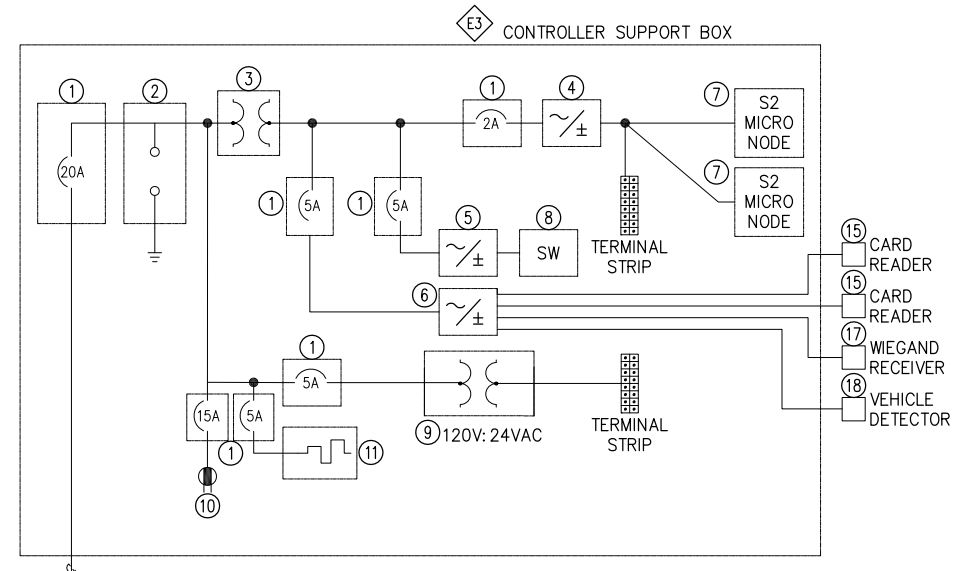 E3
CONTROLLER SUPPORT BOX
1
2
3
1
4
7
S2
MICRO
NODE
20A
2A
7
S2
MICRO
NODE
1
5A
1
5A
5
8
SW
TERMINAL
STRIP
15
CARD
READER
6
15
CARD
READER
17
WIEGAND
RECEIVER
1
5A
18
VEHICLE
DETECTOR
15A
5A
1
9
120V: 24VAC
11
TERMINAL
STRIP
10